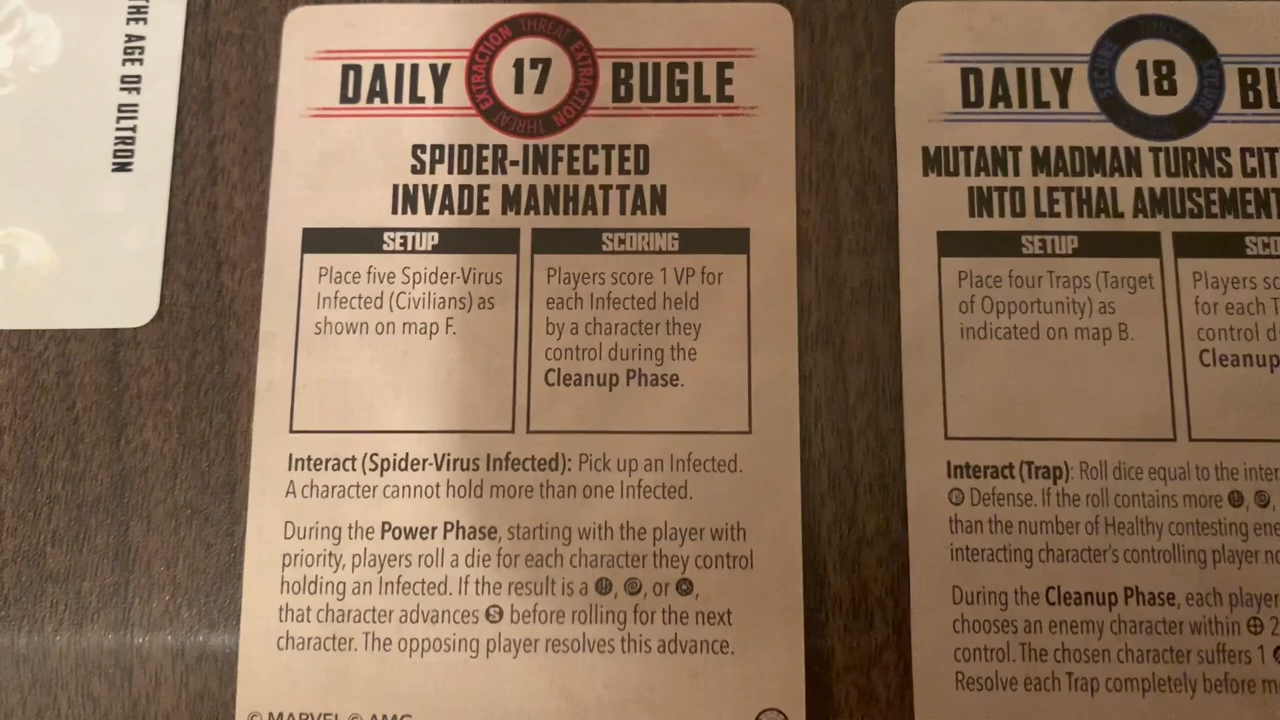 THE AGE OF ULTRON
THREAT EXTRACTION THREAT EXTRACTION
DAILY 17 BUGLE
SPIDER-INFECTED
INVADE MANHATTAN
SETUP
Place five Spider-Virus
Infected (Civilians) as
shown on map F.
SCORING
Players score 1 VP for
each Infected held
by a character they
control during the
Cleanup Phase.
Interact (Spider-Virus Infected): Pick up an Infected.
A character cannot hold more than one Infected.
During the Power Phase, starting with the player with
priority, players roll a die for each character they control
holding an Infected. If the result is a , , or ,
that character advances S before rolling for the next
character. The opposing player resolves this advance.
© MARVEL © AMG
SECURE SECURE
DAILY 18
MUTANT MADMAN TURNS
INTO LETHAL
SETUP
Place four Traps (Target
of Opportunity) as
indicated on map B.
Players
for each
control
Cleanup
Interact (Trap): Roll dice equal to the
Defense. If the roll contains more , ,
than the number of Healthy contesting
interacting character's controlling player
During the Cleanup Phase, each player
chooses an enemy character within 2
control. The chosen character suffers 1
Resolve each Trap completely before